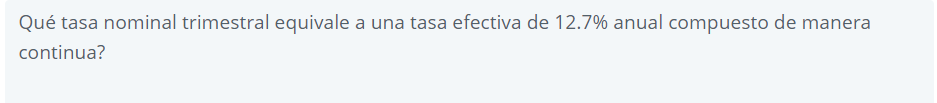 Qué tasa nominal trimestral equivale a una tasa efectiva de 12.7% anual compuesto de manera
continua?